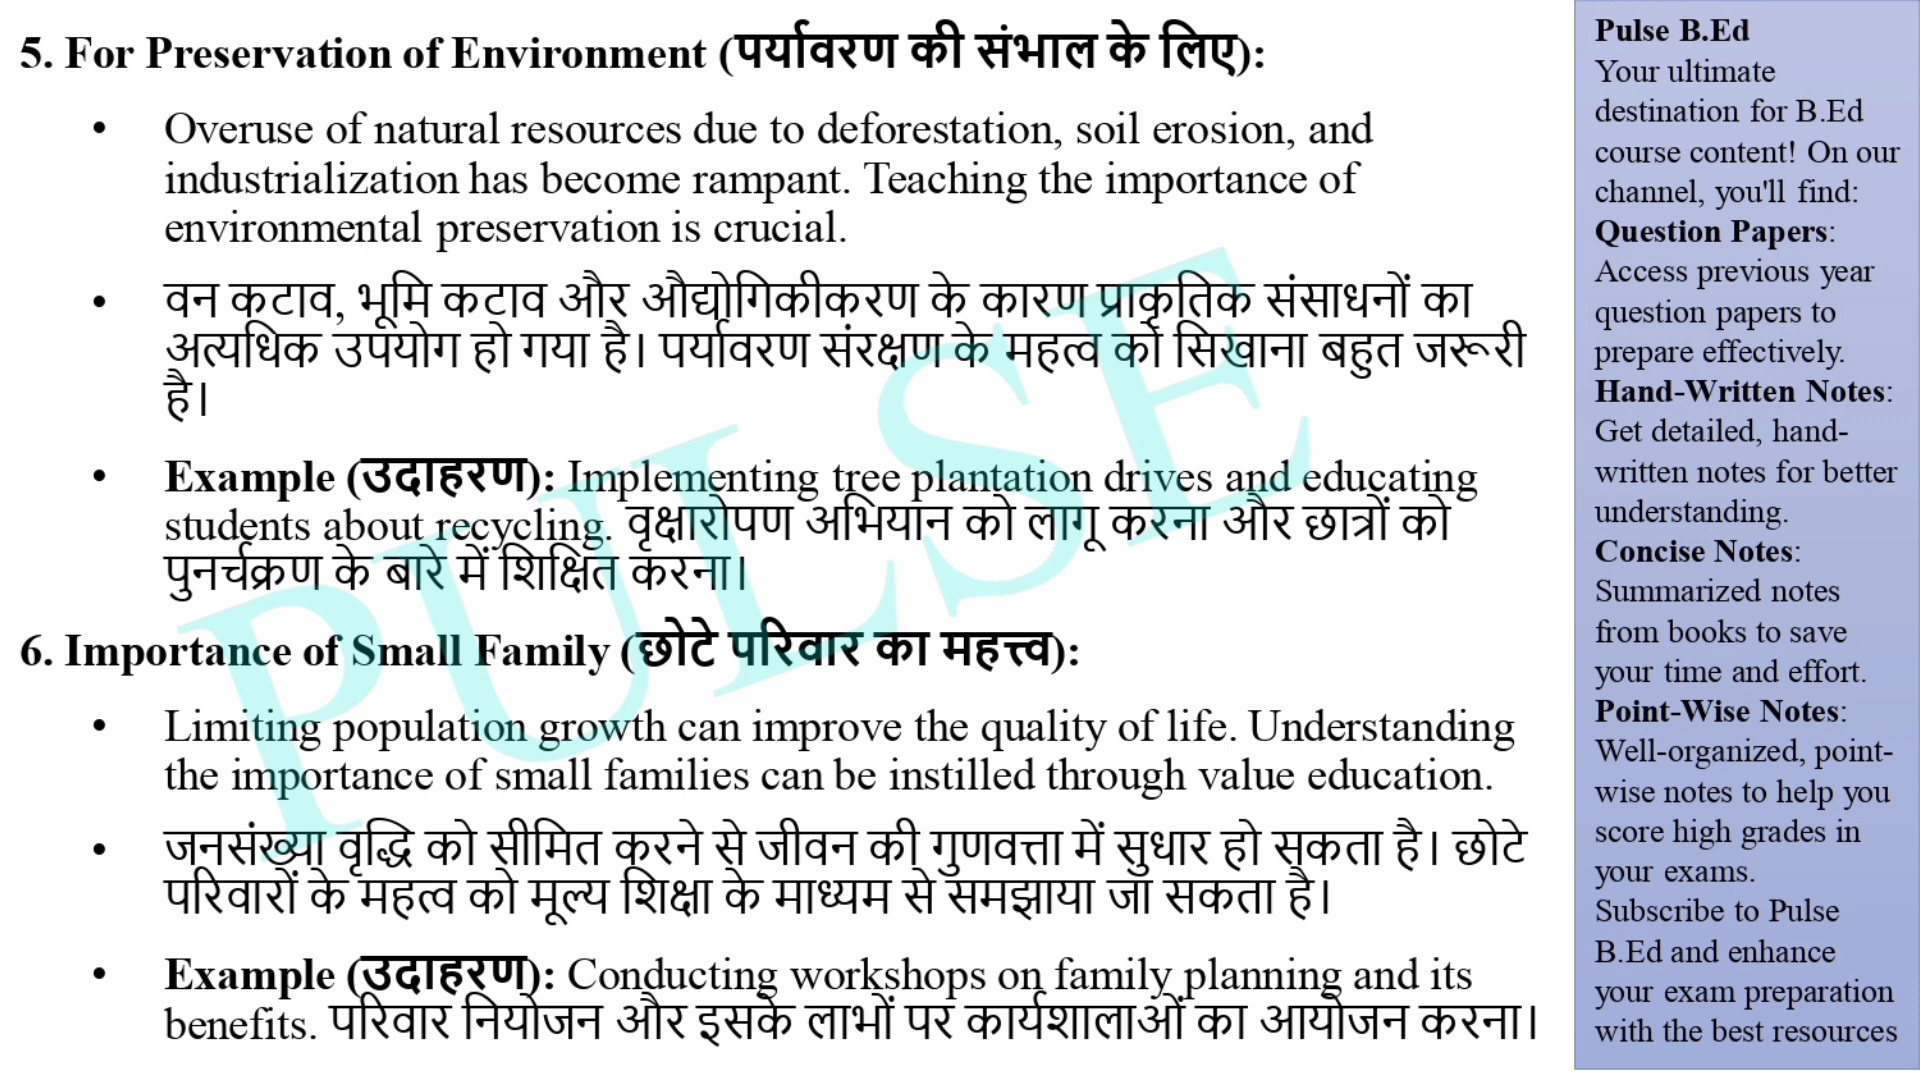 5. For Preservation of Environment (पर्यावरण की संभाल के लिए):
• Overuse of natural resources due to deforestation, soil erosion, and
industrialization has become rampant. Teaching the importance of
environmental preservation is crucial.
• वन कटाव, भूमि कटाव और औद्योगिकीकरण के कारण प्राकृतिक संसाधनों का
अत्यधिक उपयोग हो गया है। पर्यावरण संरक्षण के महत्व को सिखाना बहुत जरूरी
है।
• Example (उदाहरण): Implementing tree plantation drives and educating
students about recycling. वृक्षारोपण अभियान को लागू करना और छात्रों को
पुनर्चक्रण के बारे में शिक्षित करना।
6. Importance of Small Family (छोटे परिवार का महत्त्व):
• Limiting population growth can improve the quality of life. Understanding
the importance of small families can be instilled through value education.
• जनसंख्या वृद्धि को सीमित करने से जीवन की गुणवत्ता में सुधार हो सकता है। छोटे
परिवारों के महत्व को मूल्य शिक्षा के माध्यम से समझाया जा सकता है।
• Example (उदाहरण): Conducting workshops on family planning and its
benefits. परिवार नियोजन और इसके लाभों पर कार्यशालाओं का आयोजन करना।
PULSE
Pulse B.Ed
Your ultimate
destination for B.Ed
course content! On our
channel, you'll find:
Question Papers:
Access previous year
question papers to
prepare effectively.
Hand-Written Notes:
Get detailed, hand-
written notes for better
understanding.
Concise Notes:
Summarized notes
from books to save
your time and effort.
Point-Wise Notes:
Well-organized, point-
wise notes to help you
score high grades in
your exams.
Subscribe to Pulse
B.Ed and enhance
your exam preparation
with the best resources